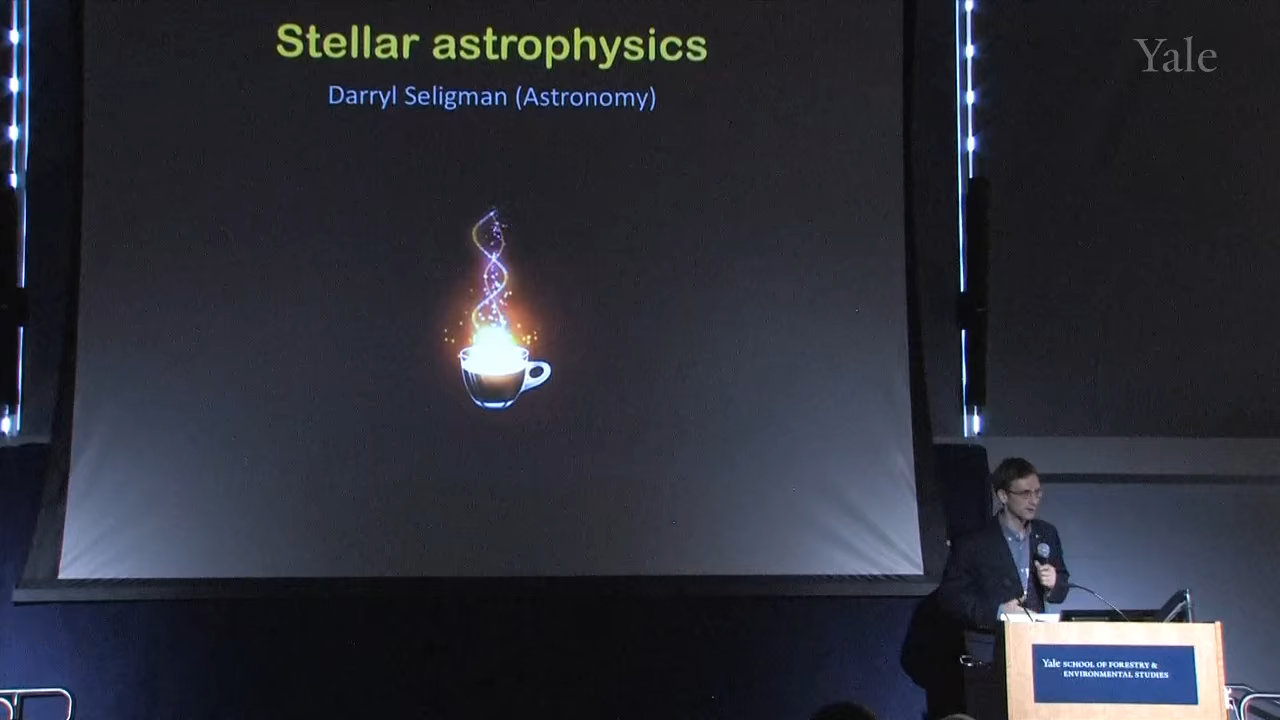 Stellar astrophysics
Darryl Seligman (Astronomy)
Yale
Yale SCHOOL OF FORESTRY &
ENVIRONMENTAL STUDIES